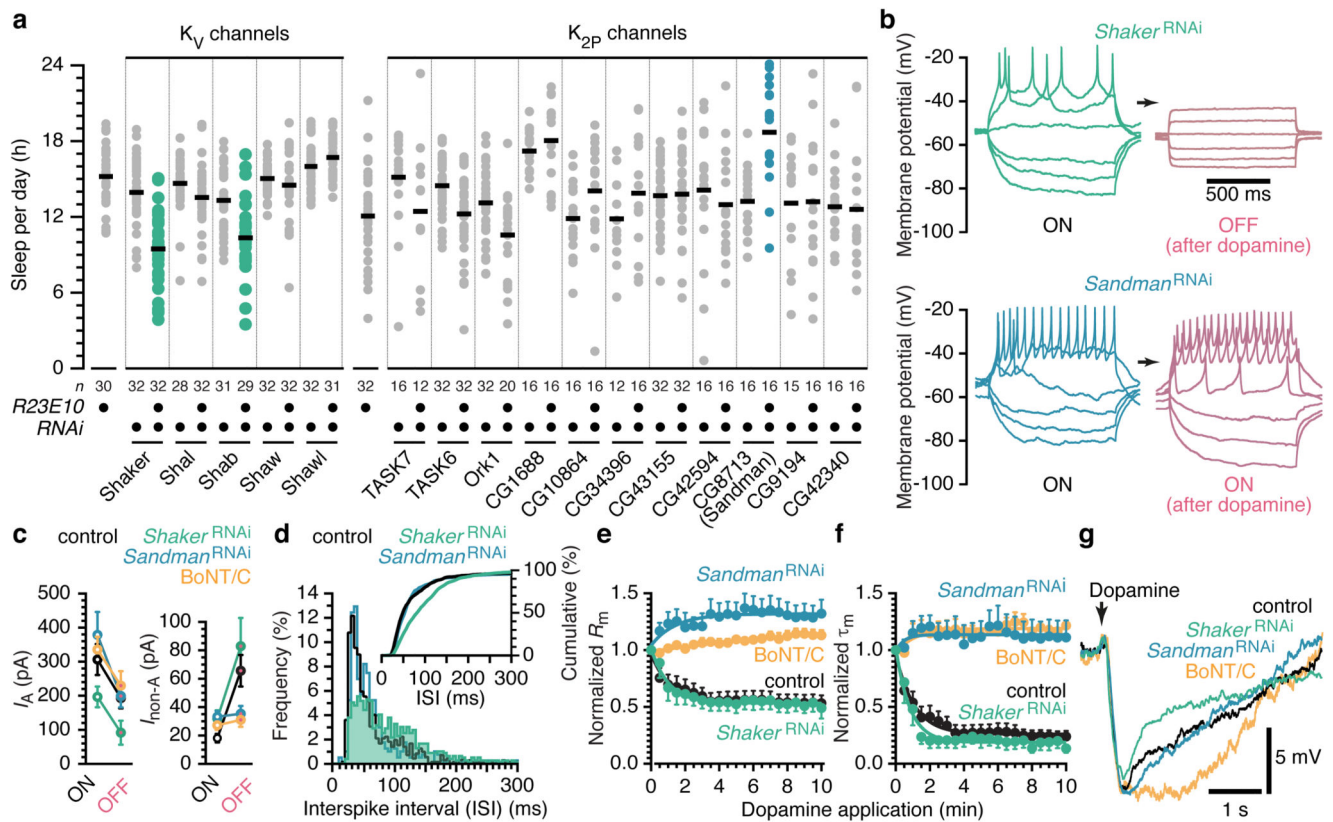 a
K_V channels
K_2P channels
Sleep per day (h)
24
18
12
6
0
n 30 32 32 28 32 31 29 32 32 32 31 32 16 12 32 32 32 20 16 16 16 16 12 16 32 32 16 16 16 16 15 16 16 16
R23E10
RNAi
Shaker
Shal
Shab
Shaw
Shawl
TASK7
TASK6
Ork1
CG1688
CG10864
CG34396
CG43155
CG42594
CG8713
(Sandman)
CG9194
CG42340
b
Shaker RNAi
Membrane potential (mV)
-20
-40
-60
-80
-100
500 ms
ON
OFF
(after dopamine)
Sandman RNAi
Membrane potential (mV)
-20
-40
-60
-80
-100
ON
ON
(after dopamine)
c
control
Shaker RNAi
Sandman RNAi
BoNT/C
I_A (pA)
500
400
300
200
100
0
ON
OFF
I_non-A (pA)
100
80
60
40
20
0
ON
OFF
d
control
Shaker RNAi
Sandman RNAi
Frequency (%)
14
12
10
8
6
4
2
0
0
100
200
300
Interspike interval (ISI) (ms)
100
50
0
Cumulative (%)
0
100
200
300
ISI (ms)
e
Normalized R_m
1.5
1.0
0.5
0.0
Sandman RNAi
BoNT/C
control
Shaker RNAi
0
2
4
6
8
10
f
Normalized τ_m
1.5
1.0
0.5
0.0
Sandman RNAi
BoNT/C
control
Shaker RNAi
0
2
4
6
8
10
Dopamine application (min)
g
Dopamine
control
Shaker RNAi
Sandman RNAi
BoNT/C
5 mV
1 s